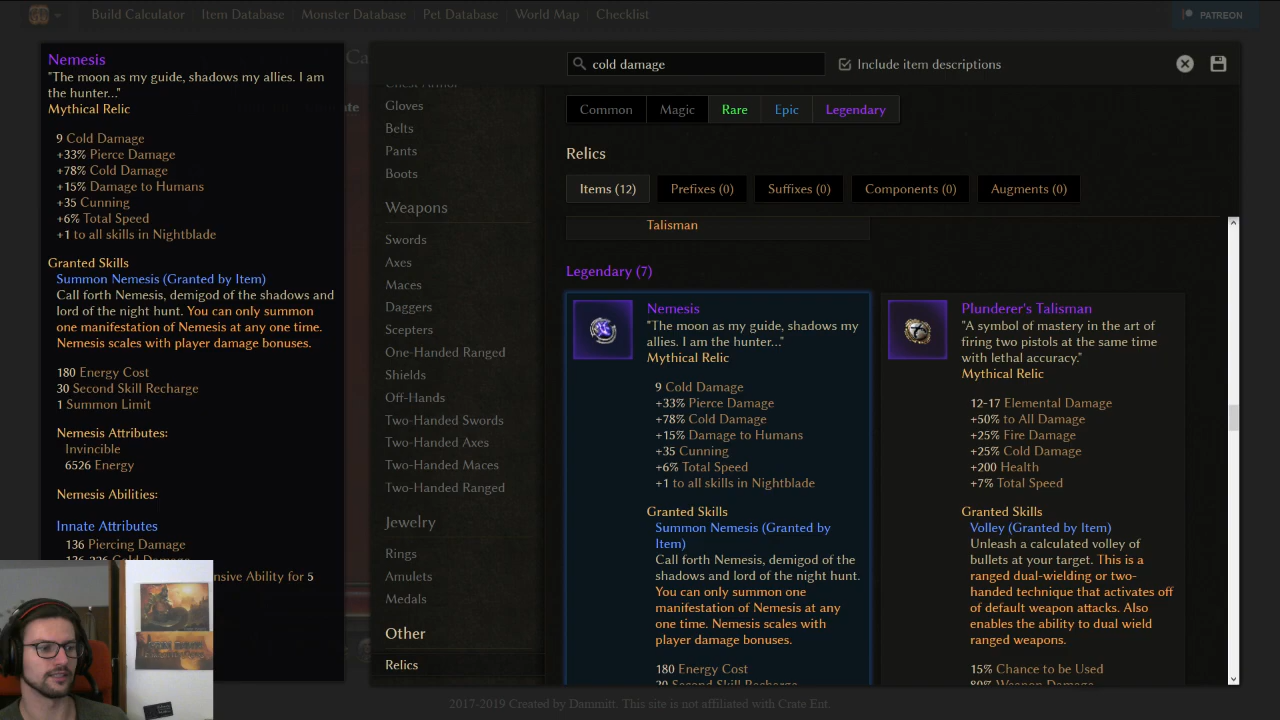 Build Calculator Item Database Monster Database Pet Database World Map Checklist
PATREON
Nemesis
"The moon as my guide, shadows my allies. I am
the hunter..."
Mythical Relic
9 Cold Damage
+33% Pierce Damage
+78% Cold Damage
+15% Damage to Humans
+35 Cunning
+6% Total Speed
+1 to all skills in Nightblade
Granted Skills
Summon Nemesis (Granted by Item)
Call forth Nemesis, demigod of the shadows and
lord of the night hunt. You can only summon
one manifestation of Nemesis at any one time.
Nemesis scales with player damage bonuses.
180 Energy Cost
30 Second Skill Recharge
1 Summon Limit
Nemesis Attributes:
Invincible
6526 Energy
Nemesis Abilities:
Innate Attributes
136 Piercing Damage
nsive Ability for 5
cold damage
Include item descriptions
Gloves
Belts
Pants
Boots
Weapons
Swords
Axes
Maces
Daggers
Scepters
One-Handed Ranged
Shields
Off-Hands
Two-Handed Swords
Two-Handed Axes
Two-Handed Maces
Two-Handed Ranged
Jewelry
Rings
Amulets
Medals
Other
Relics
Common Magic Rare Epic Legendary
Relics
Items (12) Prefixes (0) Suffixes (0) Components (0) Augments (0)
Talisman
Legendary (7)
Nemesis
"The moon as my guide, shadows my
allies. I am the hunter..."
Mythical Relic
9 Cold Damage
+33% Pierce Damage
+78% Cold Damage
+15% Damage to Humans
+35 Cunning
+6% Total Speed
+1 to all skills in Nightblade
Granted Skills
Summon Nemesis (Granted by
Item)
Call forth Nemesis, demigod of the
shadows and lord of the night hunt.
You can only summon one
manifestation of Nemesis at any
one time. Nemesis scales with
player damage bonuses.
180 Energy Cost
30 Second Skill Recharge
Plunderer's Talisman
"A symbol of mastery in the art of
firing two pistols at the same time
with lethal accuracy."
Mythical Relic
12-17 Elemental Damage
+50% to All Damage
+25% Fire Damage
+25% Cold Damage
+200 Health
+7% Total Speed
Granted Skills
Volley (Granted by Item)
Unleash a calculated volley of
bullets at your target. This is a
ranged dual-wielding or two-
handed technique that activates off
of default weapon attacks. Also
enables the ability to dual wield
ranged weapons.
15% Chance to be Used
80% Weapon Damage
2017-2019 Created by Dammitt. This site is not affiliated with Crate Ent.